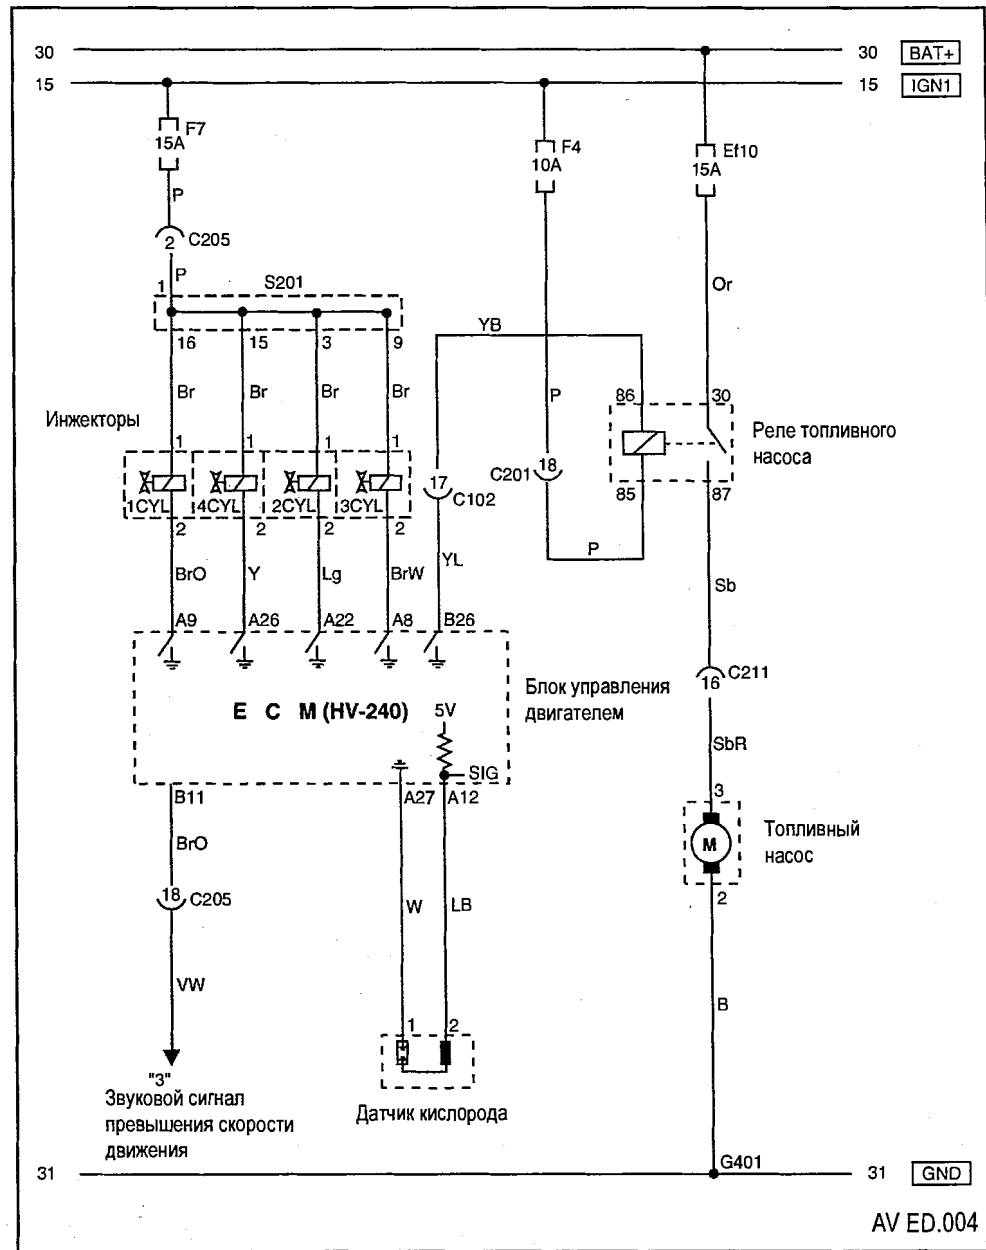 30 30 BAT+
15 15 IGN1
F7
15A
F4
10A
Ef10
15A
P
2 C205
P
1 S201
Or
16 15 3 9
YB
Br Br Br Br
P
86 30
Инжекторы
Реле топливного
насоса
1 1 1 1
17
C102
C201 18
1CYL 4CYL 2CYL 3CYL
85 87
2 2 2 2
BrO Y Lg BrW YL
P
Sb
A9 A26 A22 A8 B26
16 C211
E C M (HV-240) 5V
Блок управления
двигателем
SIG
SbR
B11 A27 A12
3
BrO
M
Топливный
насос
18 C205
W LB
2
VW
B
1 2
"3"
Звуковой сигнал
превышения скорости
движения
Датчик кислорода
31 G401 31 GND
AV ED.004